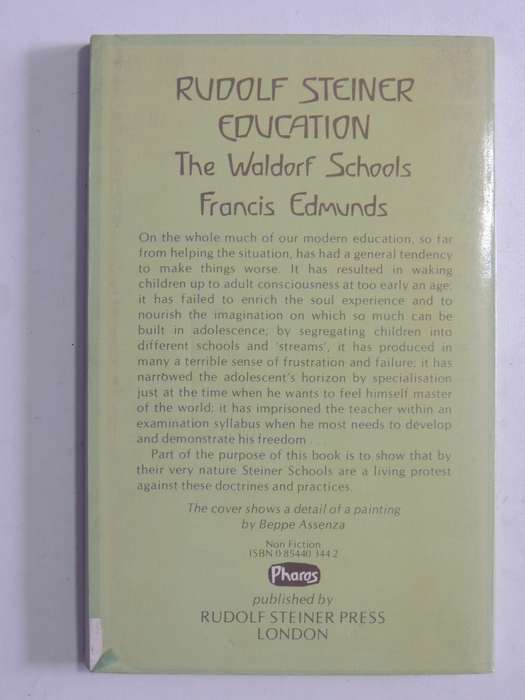 RUDOLF STEINER
EDUCATION
The Waldorf Schools
Francis Edmunds
On the whole much of our modern education, so far
from helping the situation, has had a general tendency
to make things worse. It has resulted in waking
children up to adult consciousness at too early an age;
it has failed to enrich the soul experience and to
nourish the imagination on which so much can be
built in adolescence; by segregating children into
different schools and 'streams', it has produced in
many a terrible sense of frustration and failure; it has
narrowed the adolescent's horizon by specialisation
just at the time when he wants to feel himself master
of the world; it has imprisoned the teacher within an
examination syllabus when he most needs to develop
and demonstrate his freedom . . .
Part of the purpose of this book is to show that by
their very nature Steiner Schools are a living protest
against these doctrines and practices.
The cover shows a detail of a painting
by Beppe Assenza
Non Fiction
ISBN 0 85440 344 2
Pharos
published by
RUDOLF STEINER PRESS
LONDON